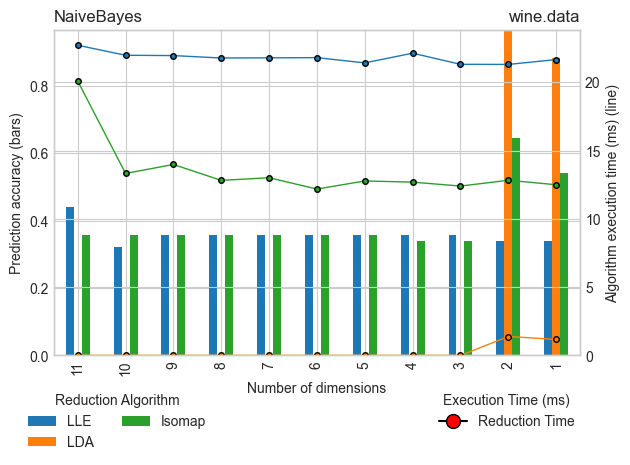 NaiveBayes
wine.data
Prediction accuracy (bars)
0.0
0.2
0.4
0.6
0.8
11
10
9
8
7
6
5
4
3
2
1
0
5
10
15
20
Algorithm execution time (ms) (line)
Number of dimensions
Reduction Algorithm
LLE
Isomap
LDA
Execution Time (ms)
Reduction Time